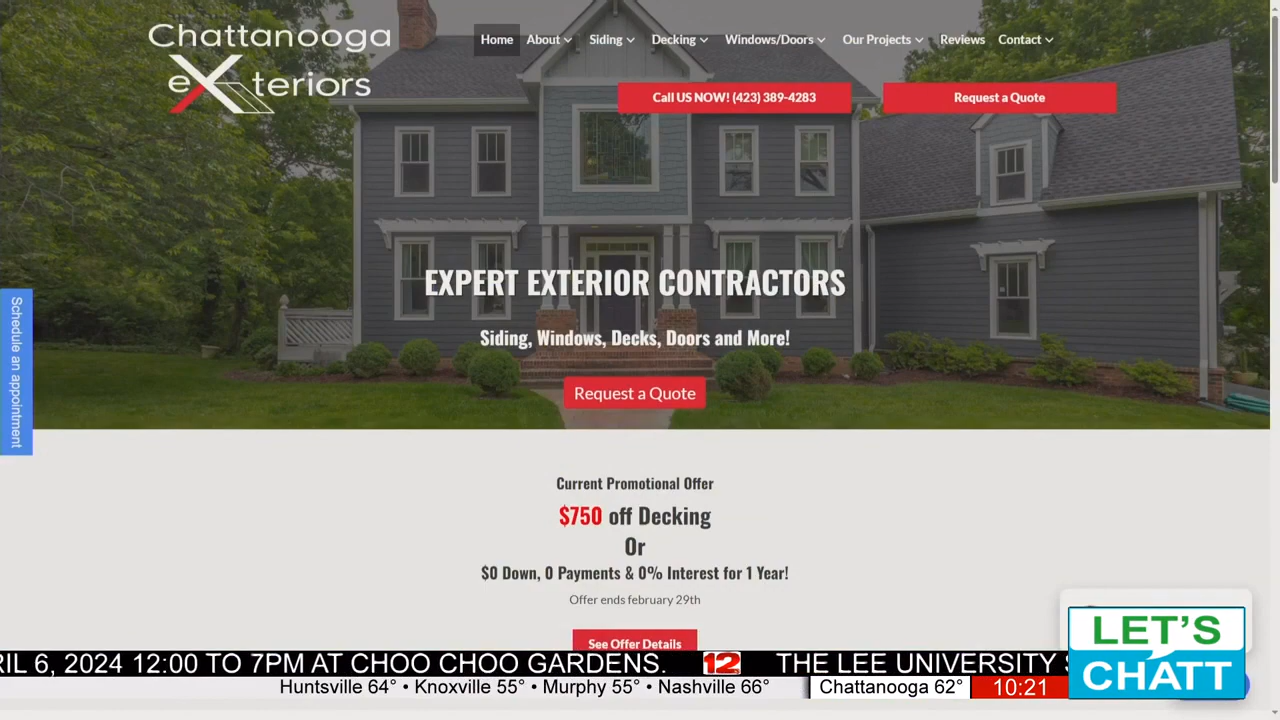 Chattanooga
eXteriors
Home About Siding Decking Windows/Doors Our Projects Reviews Contact
Call US NOW! (423) 389-4283
Request a Quote
EXPERT EXTERIOR CONTRACTORS
Siding, Windows, Decks, Doors and More!
Request a Quote
Schedule an appointment
Current Promotional Offer
$750 off Decking
Or
$0 Down, 0 Payments & 0% Interest for 1 Year!
Offer ends february 29th
See Offer Details
LET'S
CHATT
RIL 6, 2024 12:00 TO 7PM AT CHOO CHOO GARDENS. 12 THE LEE UNIVERSITY
Huntsville 64° • Knoxville 55° • Murphy 55° • Nashville 66° Chattanooga 62° 10:21